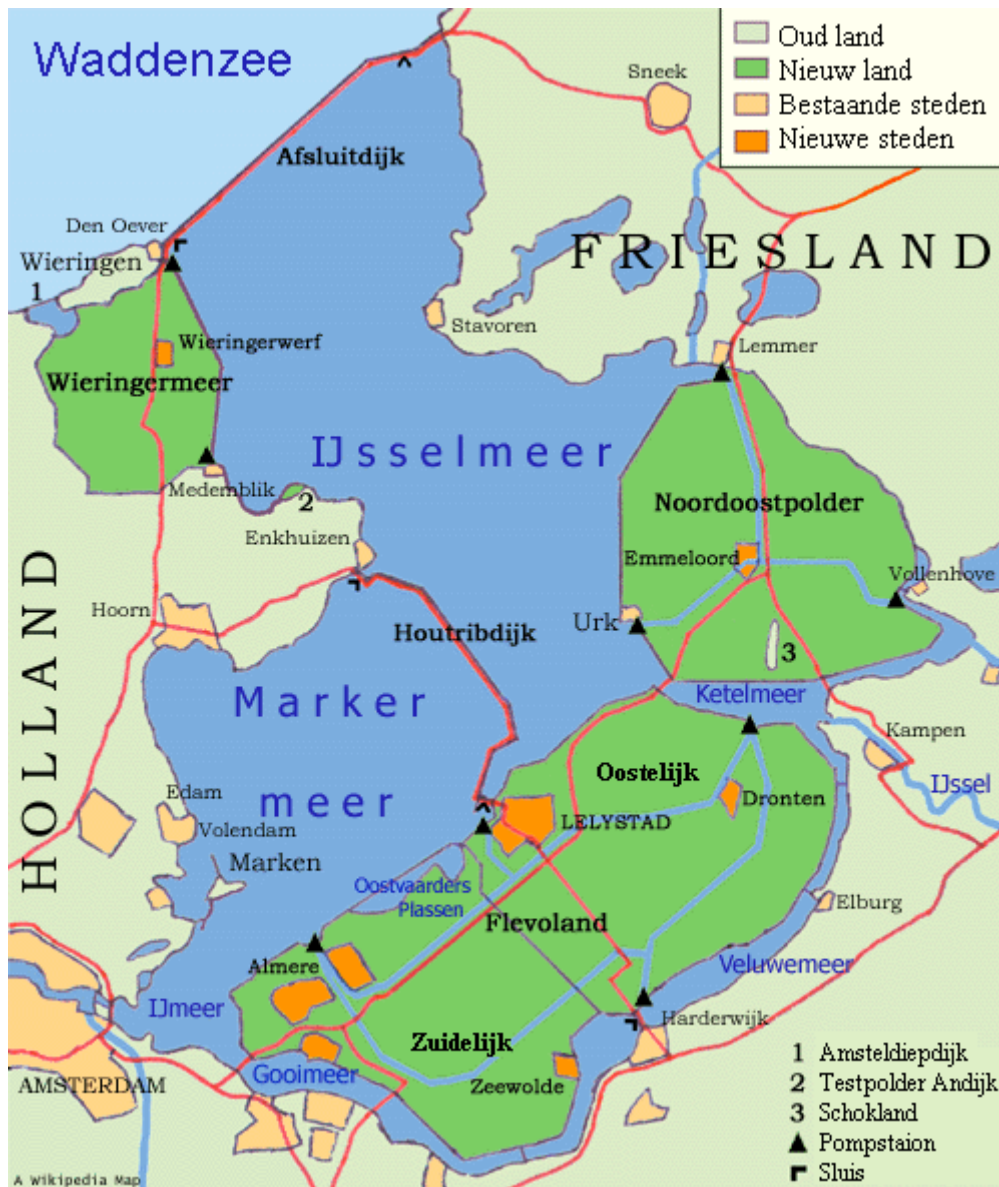 Waddenzee
Oud land
Nieuw land
Bestaande steden
Nieuwe steden
Sneek
Afsluitdijk
Den Oever
Wieringen
1
FRIESLAND
Stavoren
Wieringerwerf
Lemmer
Wieringermeer
IJsselmeer
Medemblik
2
Noordoostpolder
Enkhuizen
Emmeloord
Vollenhove
HOLLAND
Hoorn
Urk
Houtribdijk
3
Marker
meer
Ketelmeer
Kampen
Oostelijk
IJssel
Edam
Dronten
Volendam
LELYSTAD
Marken
Oostvaarders
Plassen
Elburg
Flevoland
Almere
Veluwemeer
IJmeer
Harderwijk
Zuidelijk
Gooimeer
Zeewolde
AMSTERDAM
1 Amsteldiepdijk
2 Testpolder Andijk
3 Schokland
Pompstaion
Sluis
A Wikipedia Map